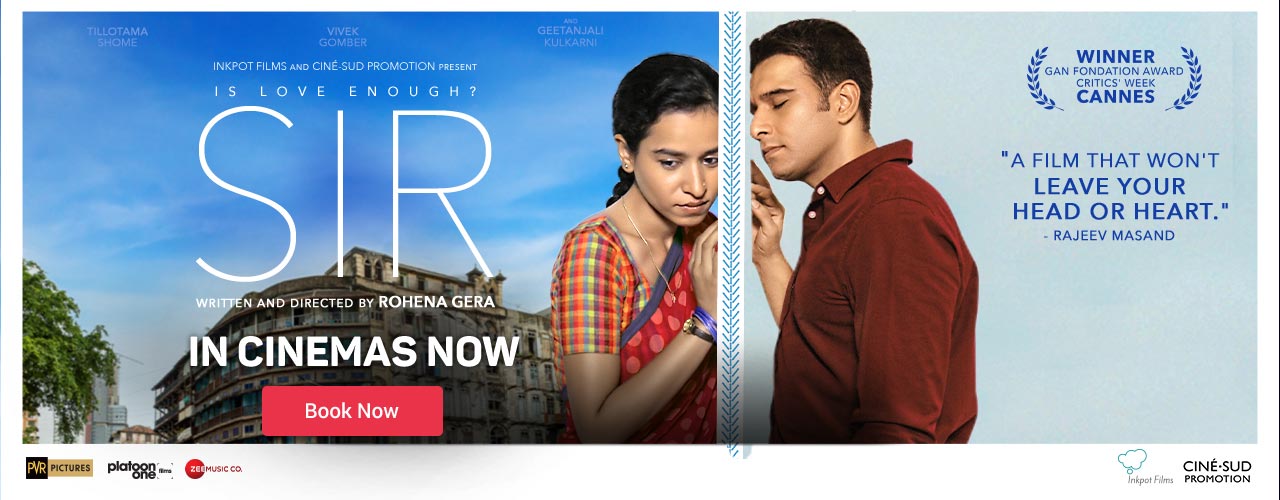 TILLOTAMA
SHOME
VIVEK
GOMBER
AND
GEETANJALI
KULKARNI
INKPOT FILMS AND CINÉ-SUD PROMOTION PRESENT
IS LOVE ENOUGH?
SIR
WRITTEN AND DIRECTED BY ROHENA GERA
IN CINEMAS NOW
Book Now
WINNER
GAN FONDATION AWARD
CRITICS' WEEK
CANNES
"A FILM THAT WON'T
LEAVE YOUR
HEAD OR HEART."
- RAJEEV MASAND
PVR PICTURES
platoon
one films
ZEE MUSIC CO.
Inkpot Films
CINÉ·SUD
PROMOTION